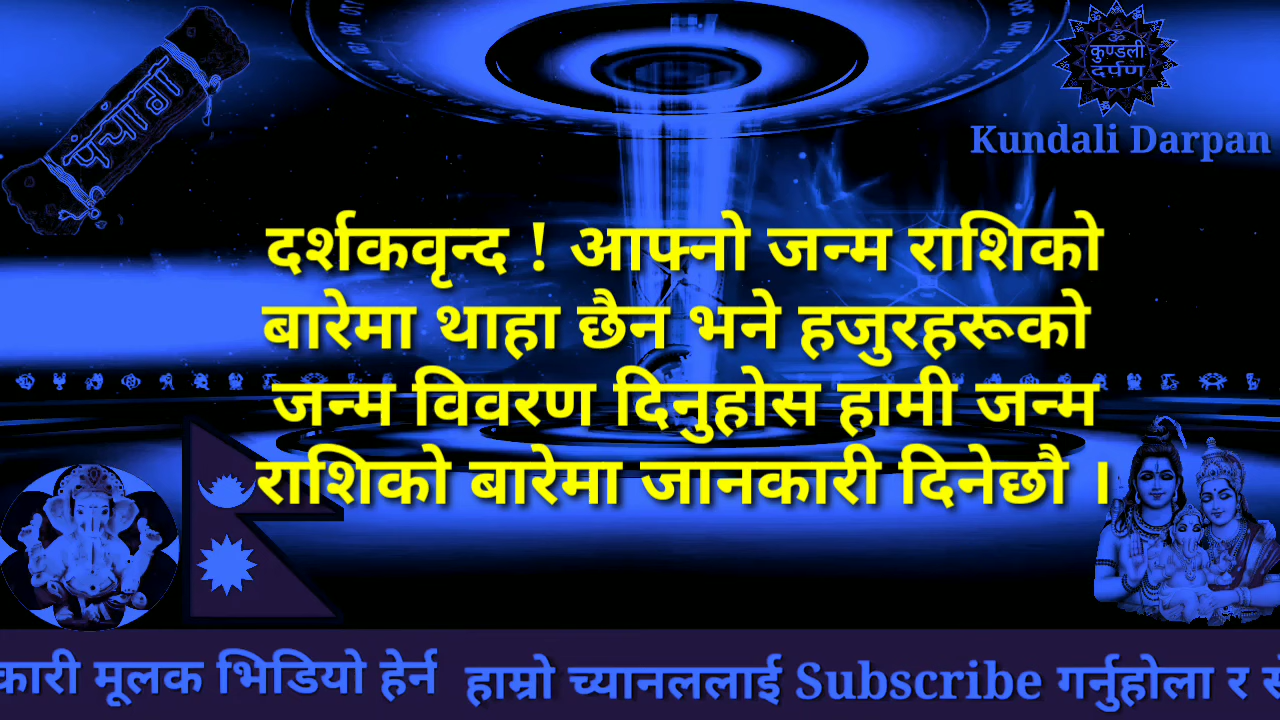 पंचांग
ॐ
कुण्डली
दर्पण
Kundali Darpan
दर्शकवृन्द ! आफ्नो जन्म राशिको
बारेमा थाहा छैन भने हजुरहरूको
जन्म विवरण दिनुहोस हामी जन्म
राशिको बारेमा जानकारी दिनेछौ ।
कारी मूलक भिडियो हेर्न हाम्रो च्यानललाई Subscribe गर्नुहोला र